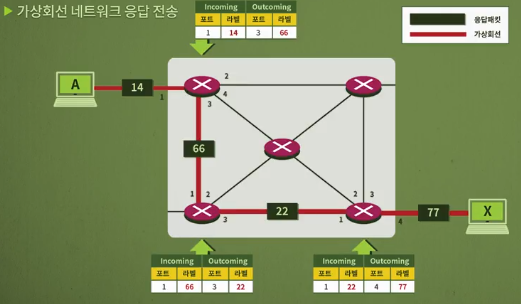 ▶ 가상회선 네트워크 응답 전송
Incoming Outcoming
포트 라벨 포트 라벨
1 14 3 66
응답패킷
가상회선
A
14
1
2
4
3
66
1 2
3
22
2 3
1
4
77
X
Incoming Outcoming
포트 라벨 포트 라벨
1 66 3 22
Incoming Outcoming
포트 라벨 포트 라벨
1 22 4 77